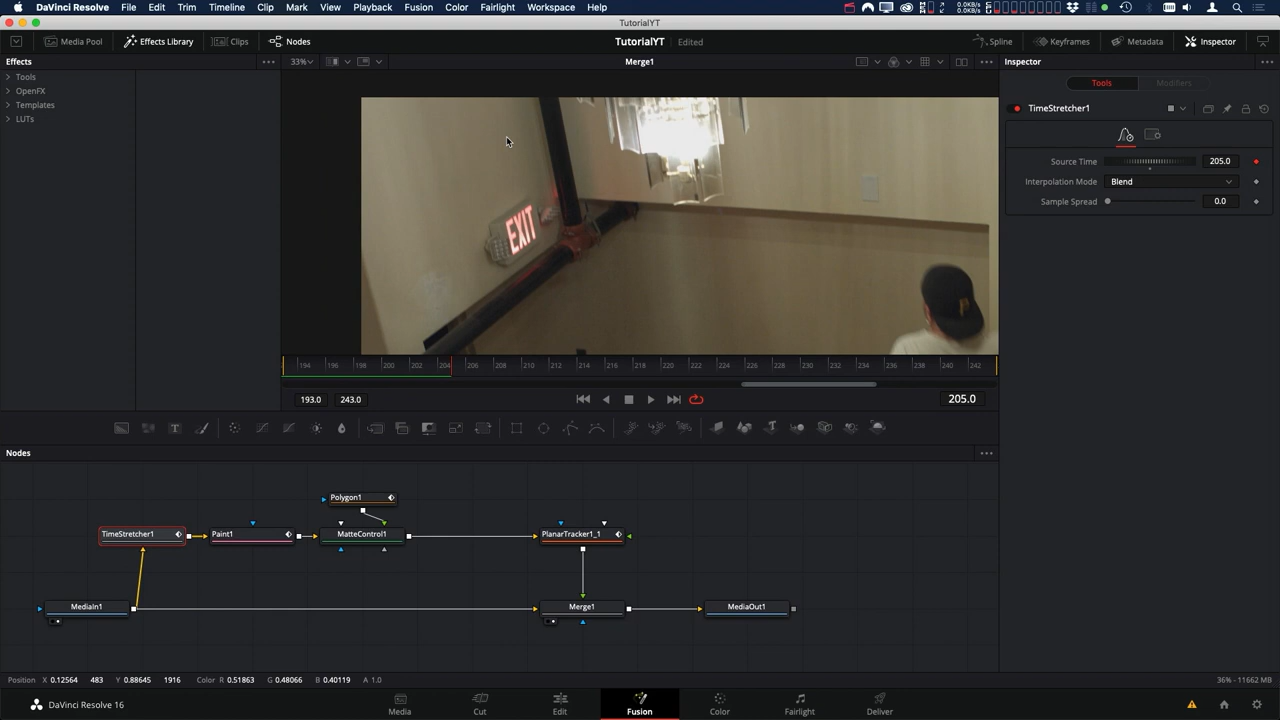 DaVinci Resolve File Edit Trim Timeline Clip Mark View Playback Fusion Color Fairlight Workspace Help
0.0KB/s
0.0KB/s
TutorialYT
Media Pool Effects Library Clips Nodes TutorialYT Edited Spline Keyframes Metadata Inspector
Effects 33% Merge1 Inspector
Tools
OpenFX
Templates
LUTs
Tools Modifiers
TimeStretcher1
Source Time 205.0
Interpolation Mode Blend
Sample Spread 0.0
EXIT
194 196 198 200 202 204 206 208 210 212 214 216 218 220 222 224 226 228 230 232 234 236 238 240 242
193.0 243.0 205.0
Nodes
Polygon1
TimeStretcher1 Paint1 MatteControl1 PlanarTracker1_1
MediaIn1 Merge1 MediaOut1
Position X 0.12564 483 Y 0.88645 1916 Color R 0.51863 G 0.48066 B 0.40119 A 1.0 36% - 11662 MB
DaVinci Resolve 16 Media Cut Edit Fusion Color Fairlight Deliver